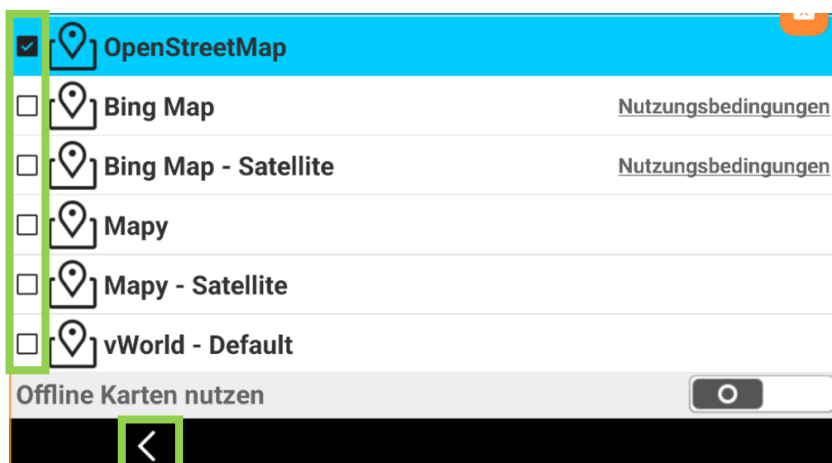 OpenStreetMap
Bing Map Nutzungsbedingungen
Bing Map - Satellite Nutzungsbedingungen
Mapy
Mapy - Satellite
vWorld - Default
Offline Karten nutzen